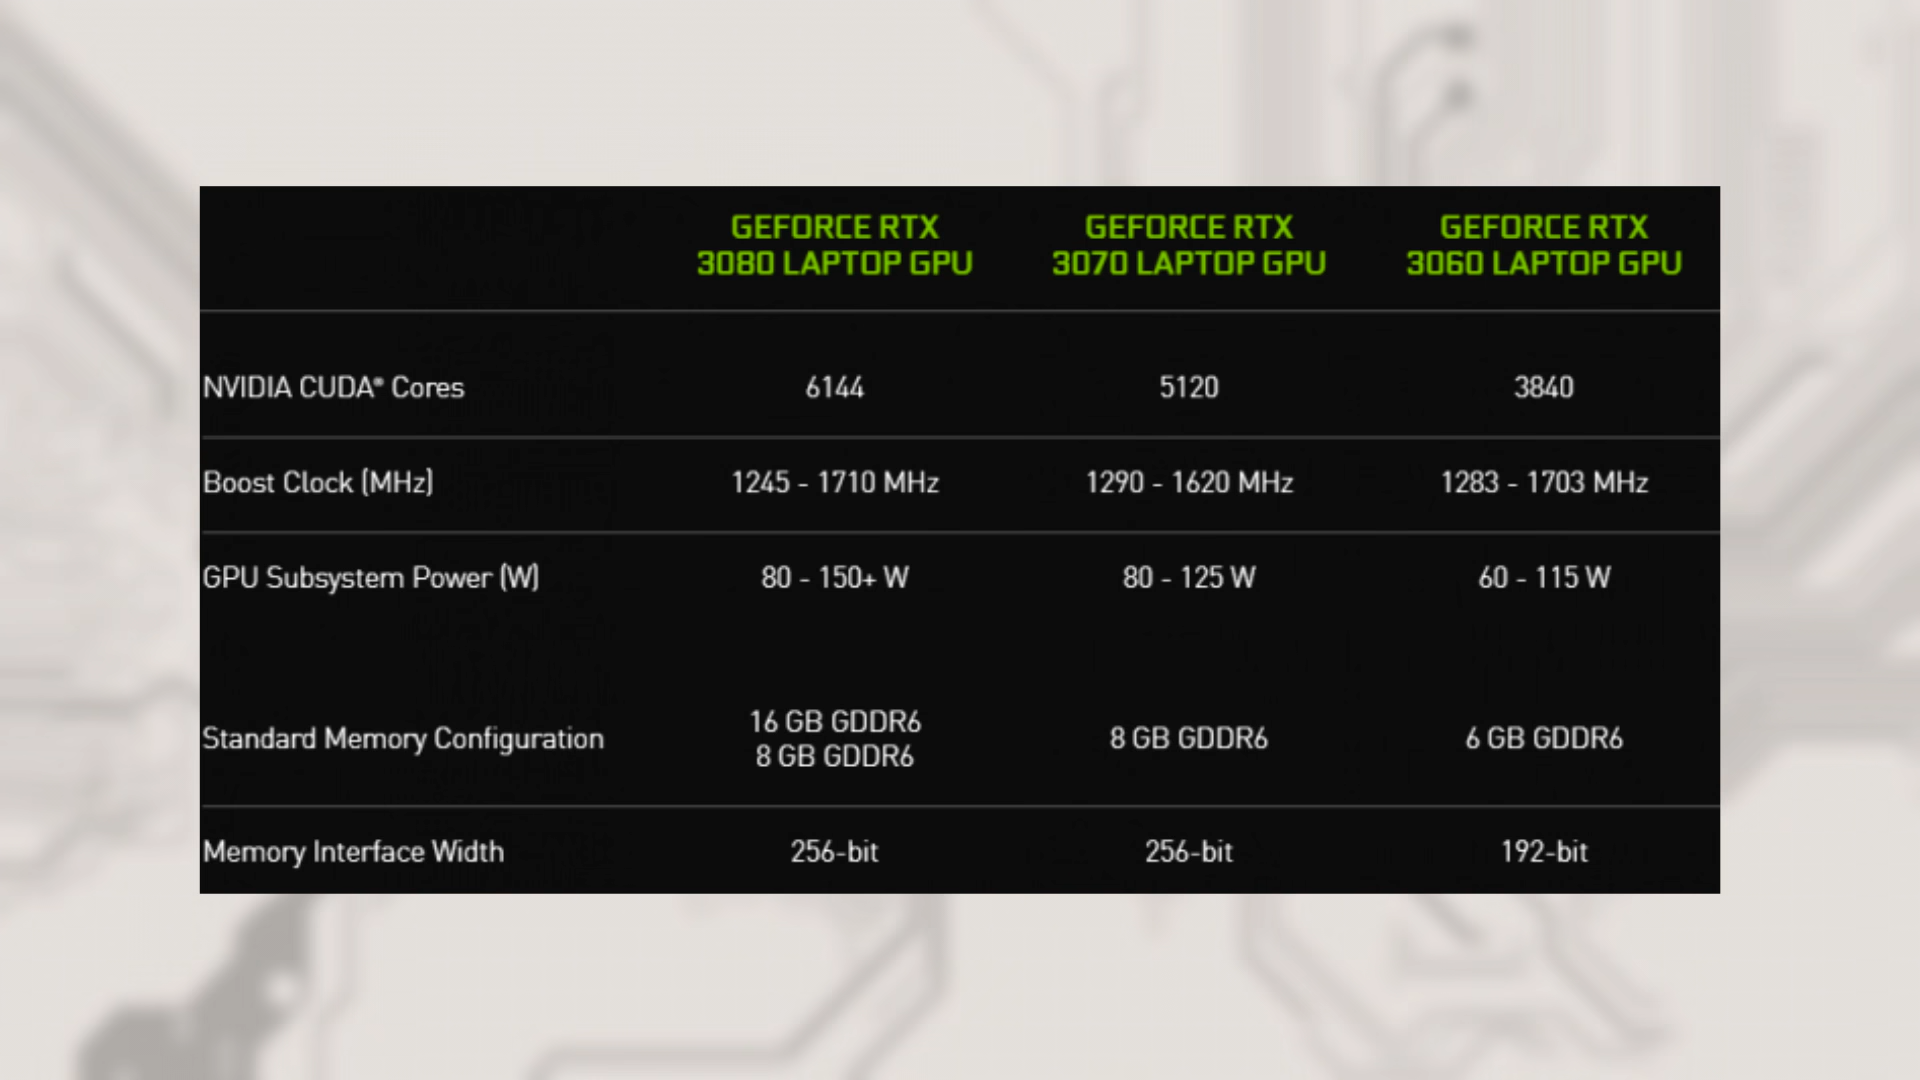 GEFORCE RTX
3080 LAPTOP GPU
GEFORCE RTX
3070 LAPTOP GPU
GEFORCE RTX
3060 LAPTOP GPU
NVIDIA CUDA® Cores 6144 5120 3840
Boost Clock (MHz) 1245 - 1710 MHz 1290 - 1620 MHz 1283 - 1703 MHz
GPU Subsystem Power (W) 80 - 150+ W 80 - 125 W 60 - 115 W
Standard Memory Configuration 16 GB GDDR6
8 GB GDDR6 8 GB GDDR6 6 GB GDDR6
Memory Interface Width 256-bit 256-bit 192-bit